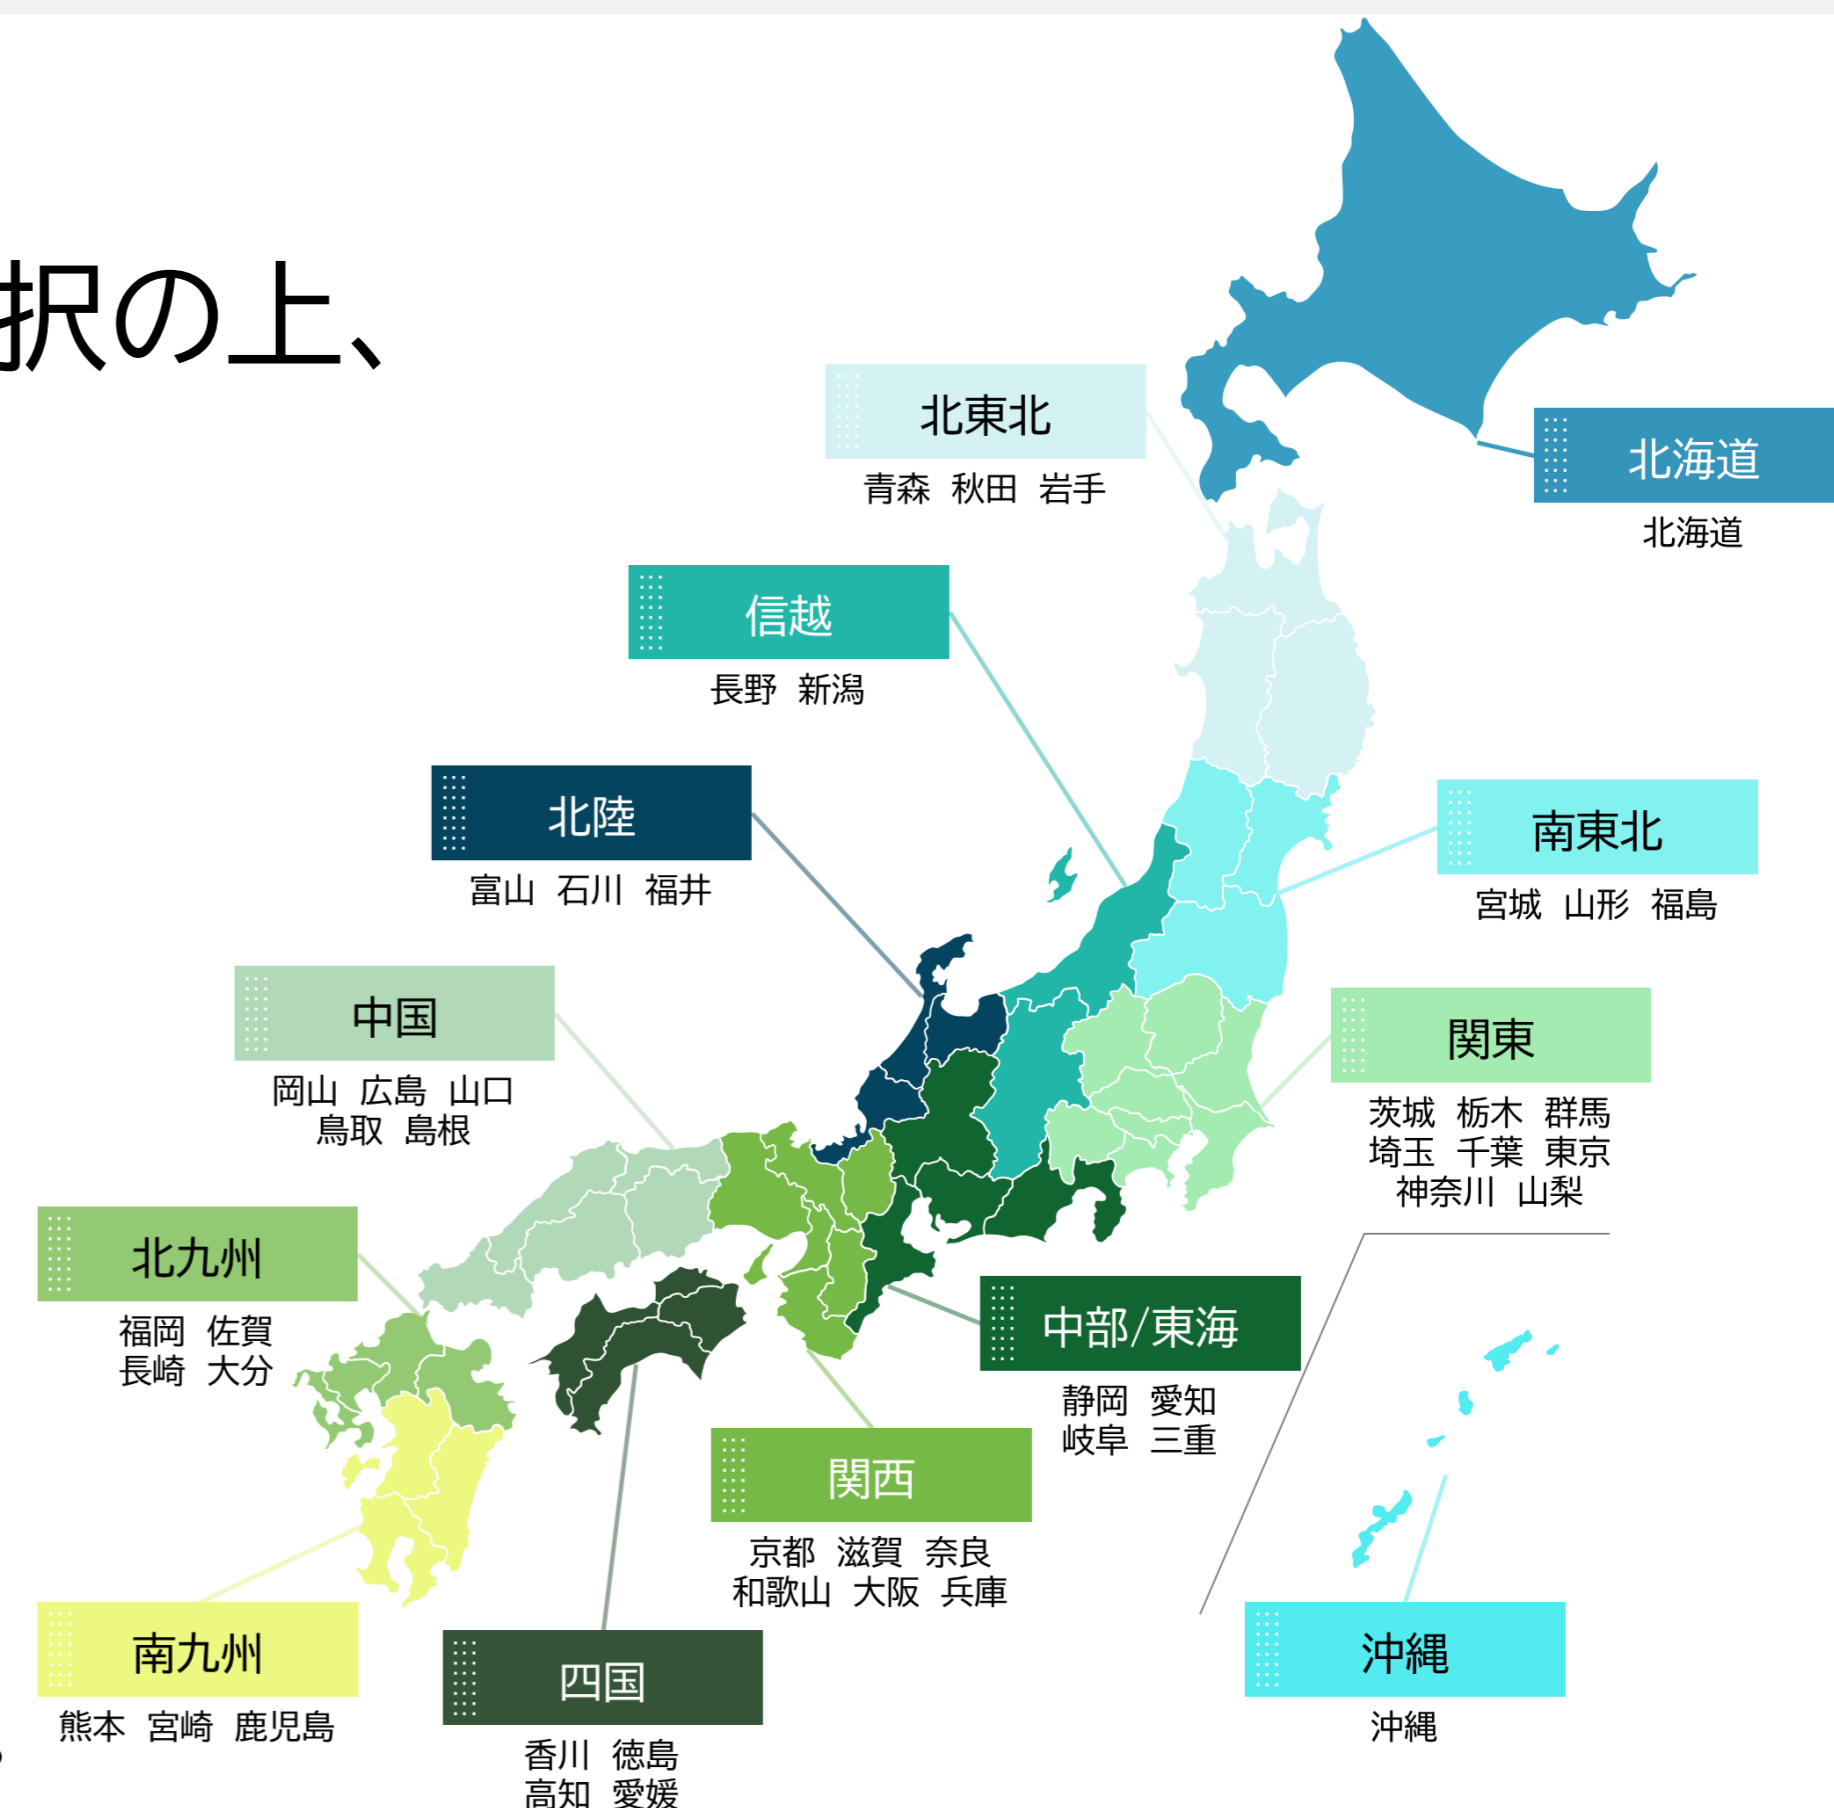 択の上、
北東北
青森 秋田 岩手
北海道
北海道
信越
長野 新潟
北陸
富山 石川 福井
南東北
宮城 山形 福島
中国
岡山 広島 山口
鳥取 島根
関東
茨城 栃木 群馬
埼玉 千葉 東京
神奈川 山梨
北九州
福岡 佐賀
長崎 大分
中部/東海
静岡 愛知
岐阜 三重
関西
京都 滋賀 奈良
和歌山 大阪 兵庫
南九州
熊本 宮崎 鹿児島
四国
香川 徳島
高知 愛媛
沖縄
沖縄